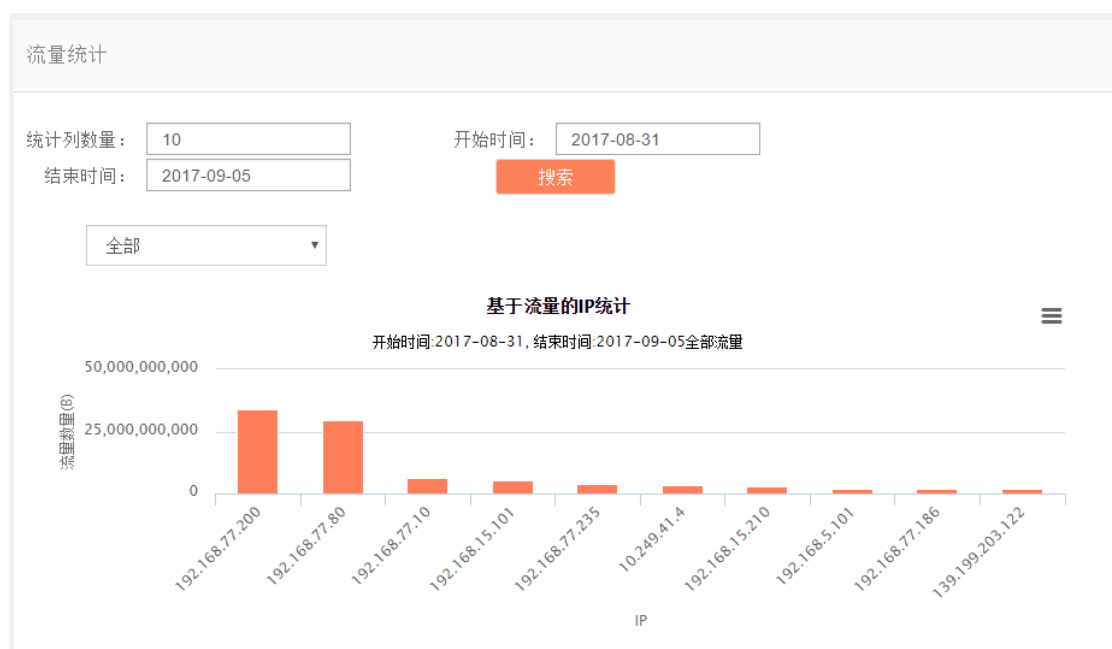 流量统计
统计列数量： 10 开始时间： 2017-08-31
结束时间： 2017-09-05 搜索
全部
基于流量的IP统计
开始时间:2017-08-31, 结束时间:2017-09-05全部流量
流量数量(B)
50,000,000,000
25,000,000,000
0
192.168.77.200 192.168.77.80 192.168.77.10 192.168.15.101 192.168.77.235 10.249.41.4 192.168.15.210 192.168.5.101 192.168.77.186 139.199.203.122
IP